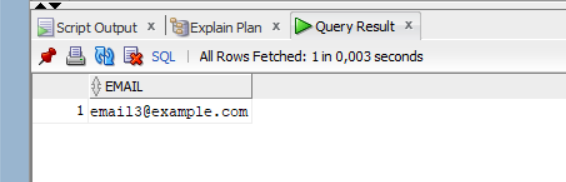 Script Output x Explain Plan x Query Result x
SQL | All Rows Fetched: 1 in 0,003 seconds
EMAIL
1 email3@example.com